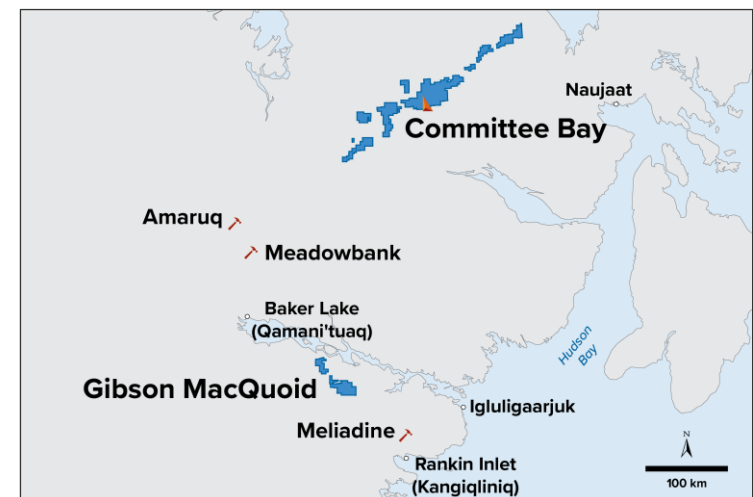 Naujaat
Committee Bay
Amaruq
Meadowbank
Baker Lake
(Qamani'tuaq)
Hudson
Bay
Gibson MacQuoid
Igluligaarjuk
Meliadine
N
Rankin Inlet
(Kangiqliniq)
100 km